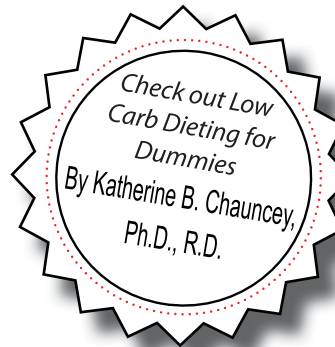 Check out Low
Carb Dieting for
Dummies
By Katherine B. Chauncey,
Ph.D., R.D.